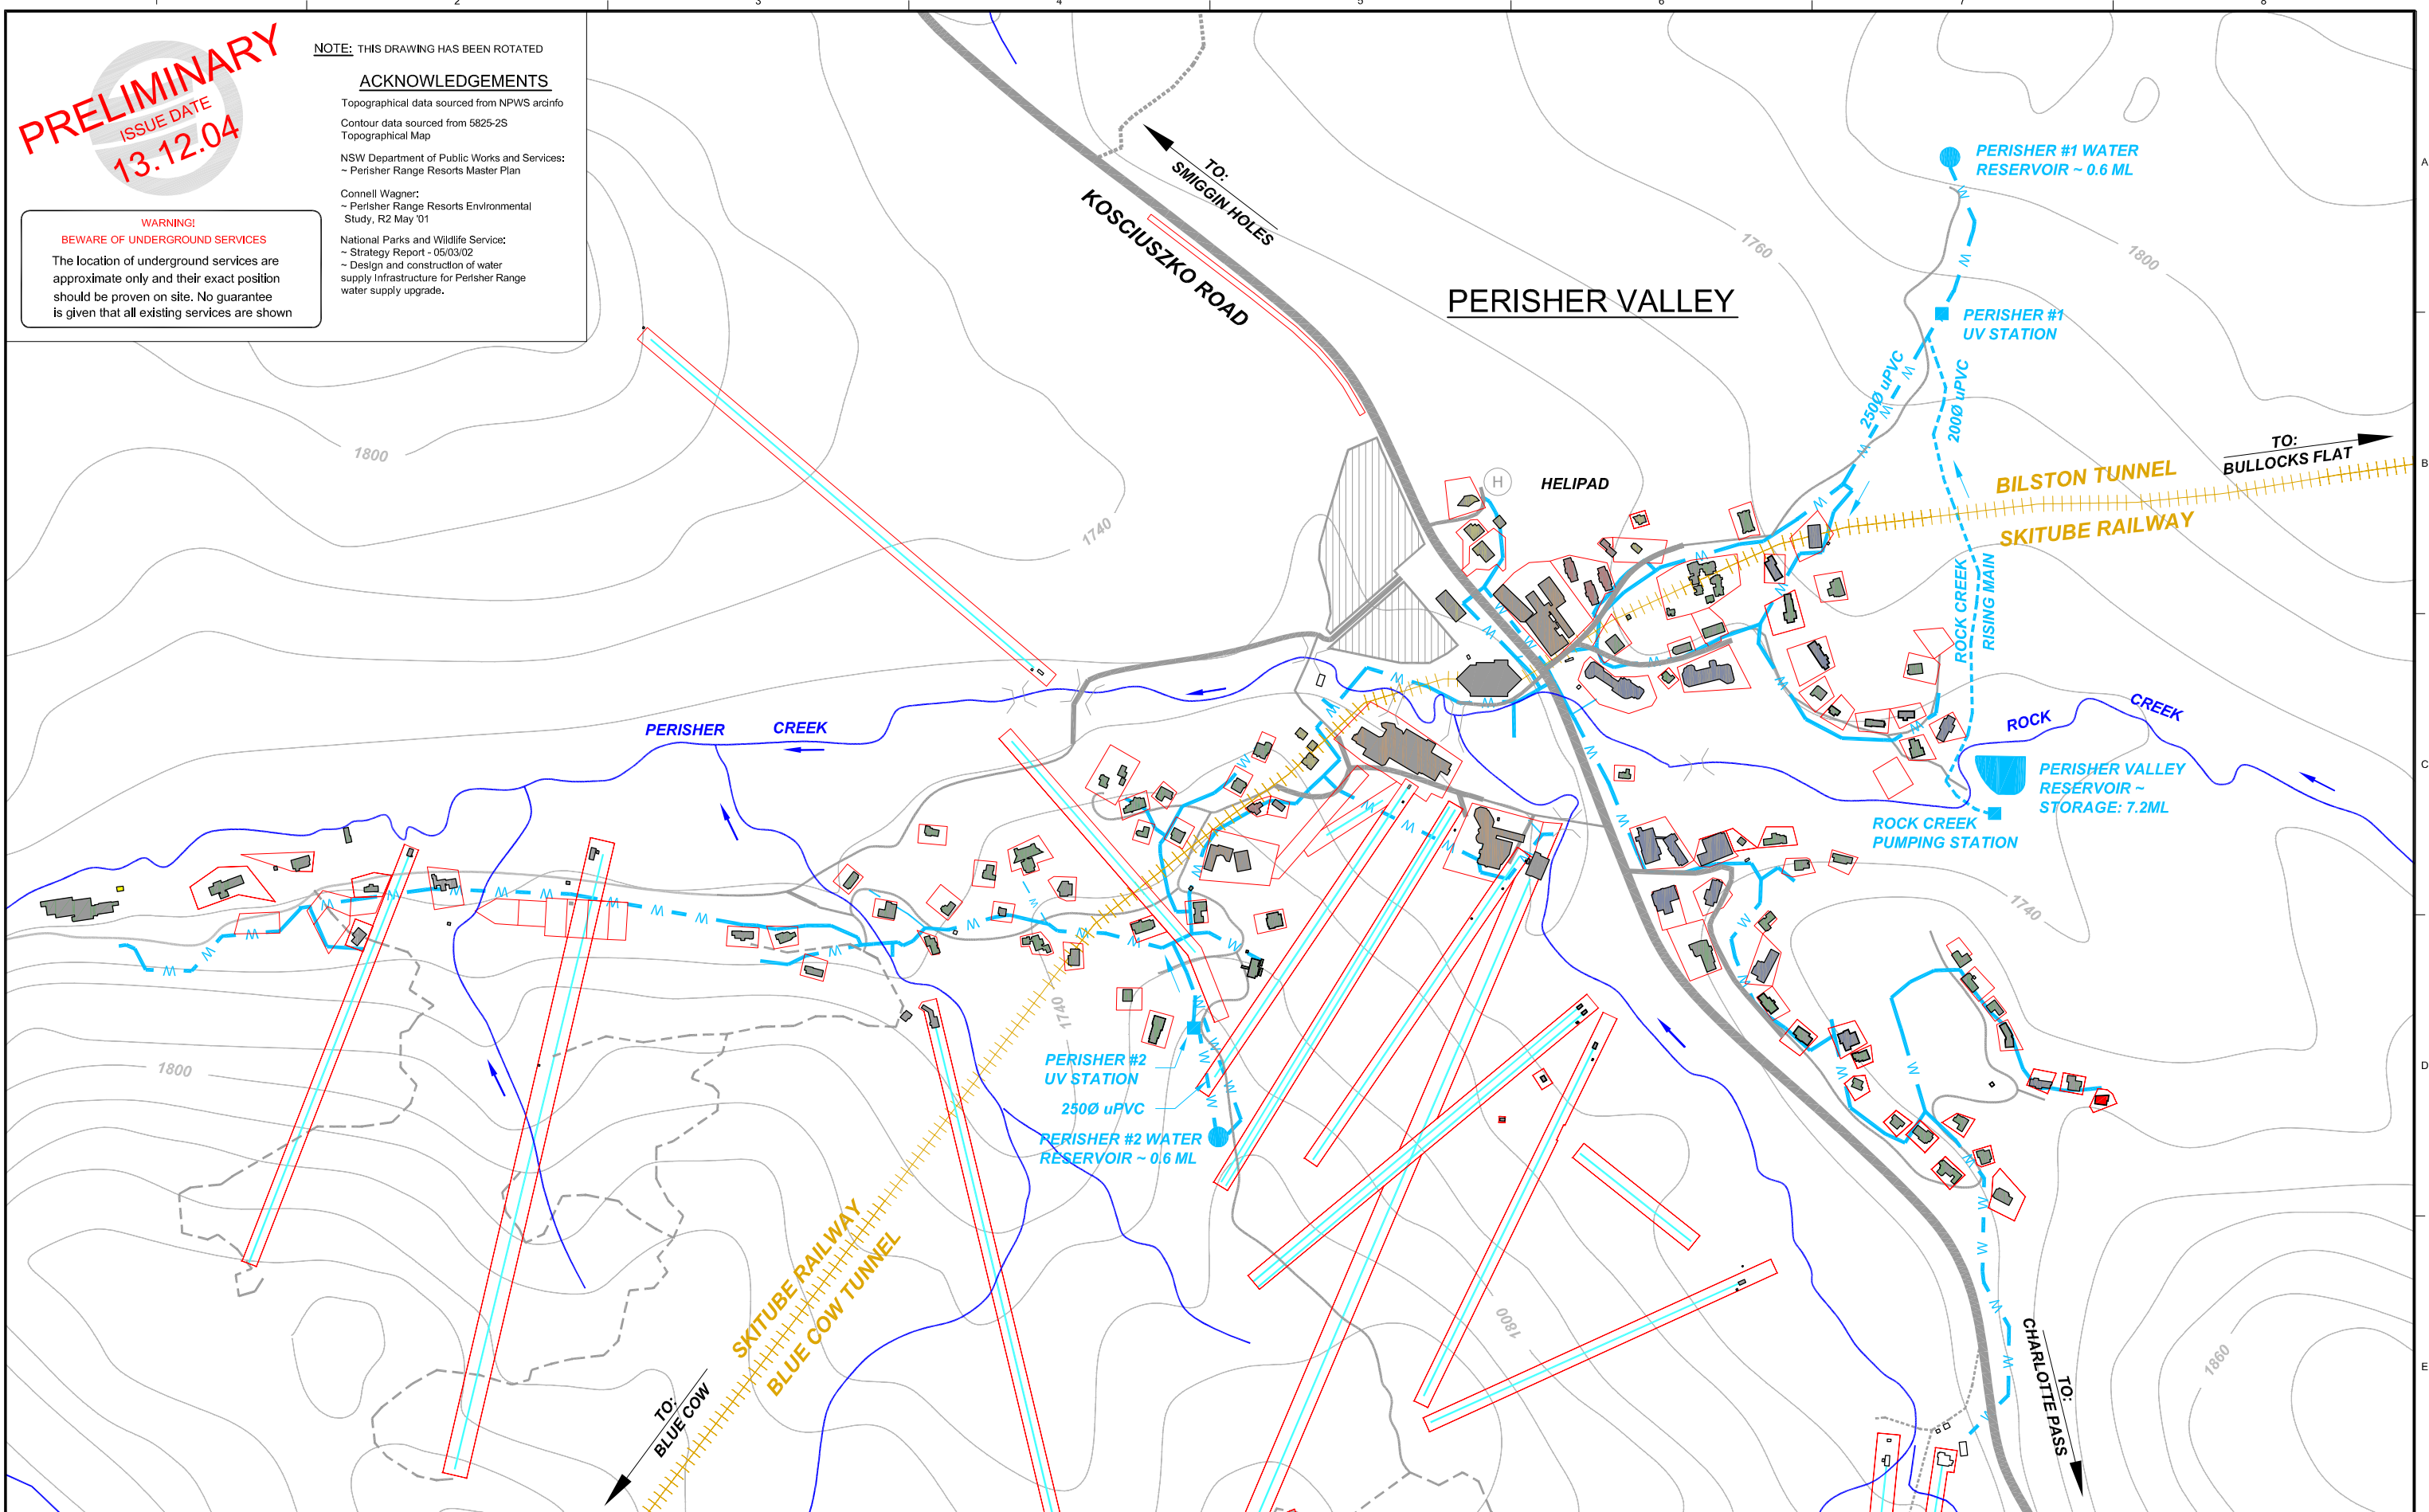 1 2 3 4 5 6 7 8
PRELIMINARY
ISSUE DATE
13.12.04
NOTE: THIS DRAWING HAS BEEN ROTATED
ACKNOWLEDGEMENTS
Topographical data sourced from NPWS arcinfo
Contour data sourced from 5825-2S
Topographical Map
NSW Department of Public Works and Services:
~ Perisher Range Resorts Master Plan
Connell Wagner:
~ Perisher Range Resorts Environmental
Study, R2 May '01
National Parks and Wildlife Service:
~ Strategy Report - 05/03/02
~ Design and construction of water
supply infrastructure for Perisher Range
water supply upgrade.
WARNING!
BEWARE OF UNDERGROUND SERVICES
The location of underground services are
approximate only and their exact position
should be proven on site. No guarantee
is given that all existing services are shown
TO:
SMIGGIN HOLES
KOSCIUSZKO ROAD
PERISHER VALLEY
PERISHER #1 WATER
RESERVOIR ~ 0.6 ML
A
1760
1800
PERISHER #1
UV STATION
250Ø uPVC
200Ø uPVC
TO:
BULLOCKS FLAT
B
BILSTON TUNNEL
SKITUBE RAILWAY
1800
1740
H
HELIPAD
ROCK CREEK
RISING MAIN
PERISHER CREEK
ROCK CREEK
PERISHER VALLEY
RESERVOIR ~
STORAGE: 7.2ML
C
ROCK CREEK
PUMPING STATION
1740
1740
1800
PERISHER #2
UV STATION
250Ø uPVC
PERISHER #2 WATER
RESERVOIR ~ 0.6 ML
D
SKITUBE RAILWAY
BLUE COW TUNNEL
TO:
BLUE COW
1800
TO:
CHARLOTTE PASS
1860
E